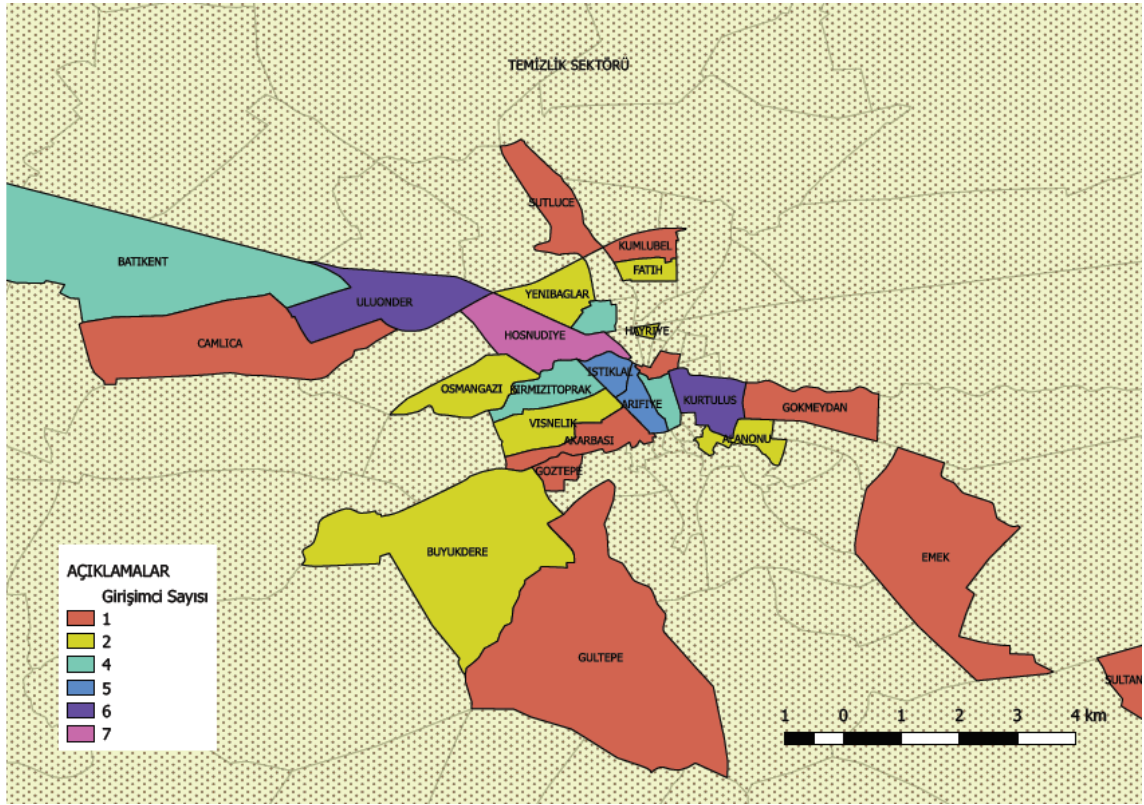 TEMİZLİK SEKTÖRÜ
SUTLUCE
KUMLUBEL
FATIH
BATIKENT
ULUONDER
YENIBAGLAR
HAYRIYE
HOSNUDIYE
CAMLICA
ISTIKLAL
OSMANGAZI
KIRMIZITOPRAK
ARIFIYE
KURTULUS
GOKMEYDAN
VISNELIK
AKARBASI
ALANONU
GOZTEPE
BUYUKDERE
EMEK
GULTEPE
SULTAN
AÇIKLAMALAR
Girişimci Sayısı
1
2
4
5
6
7
1 0 1 2 3 4 km